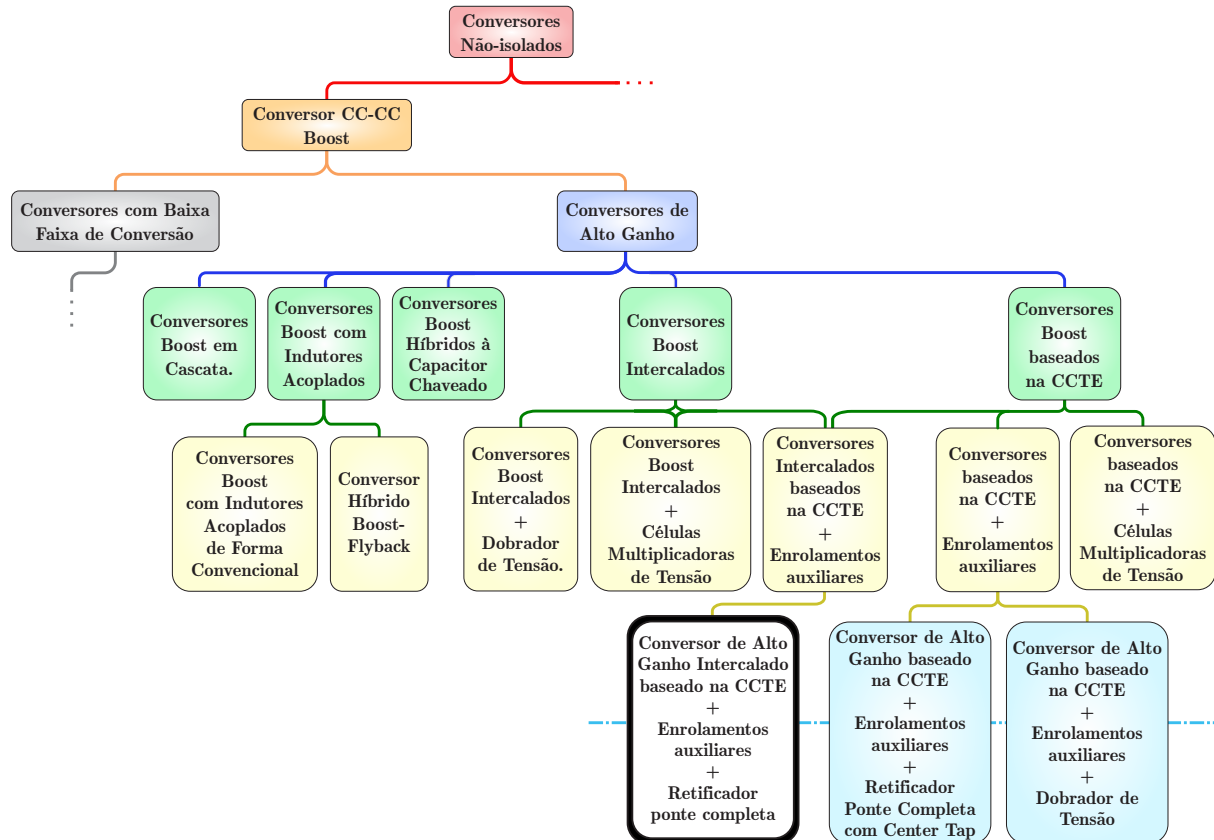 Conversores
Não-isolados
Conversor CC-CC
Boost
Conversores com Baixa
Faixa de Conversão
Conversores de
Alto Ganho
Conversores
Boost em
Cascata.
Conversores
Boost com
Indutores
Acoplados
Conversores
Boost
Híbridos à
Capacitor
Chaveado
Conversores
Boost
Intercalados
Conversores
Boost
baseados
na CCTE
Conversores
Boost
com Indutores
Acoplados
de Forma
Convencional
Conversor
Híbrido
Boost-
Flyback
Conversores
Boost
Intercalados
+
Dobrador
de Tensão.
Conversores
Boost
Intercalados
+
Células
Multiplicadoras
de Tensão
Conversores
Intercalados
baseados
na CCTE
+
Enrolamentos
auxiliares
Conversores
baseados
na CCTE
+
Enrolamentos
auxiliares
Conversores
baseados
na CCTE
+
Células
Multiplicadoras
de Tensão
Conversor de Alto
Ganho Intercalado
baseado na CCTE
+
Enrolamentos
auxiliares
+
Retificador
ponte completa
Conversor de Alto
Ganho baseado
na CCTE
+
Enrolamentos
auxiliares
+
Retificador
Ponte Completa
com Center Tap
Conversor de Alto
Ganho baseado
na CCTE
+
Enrolamentos
auxiliares
+
Dobrador de
Tensão